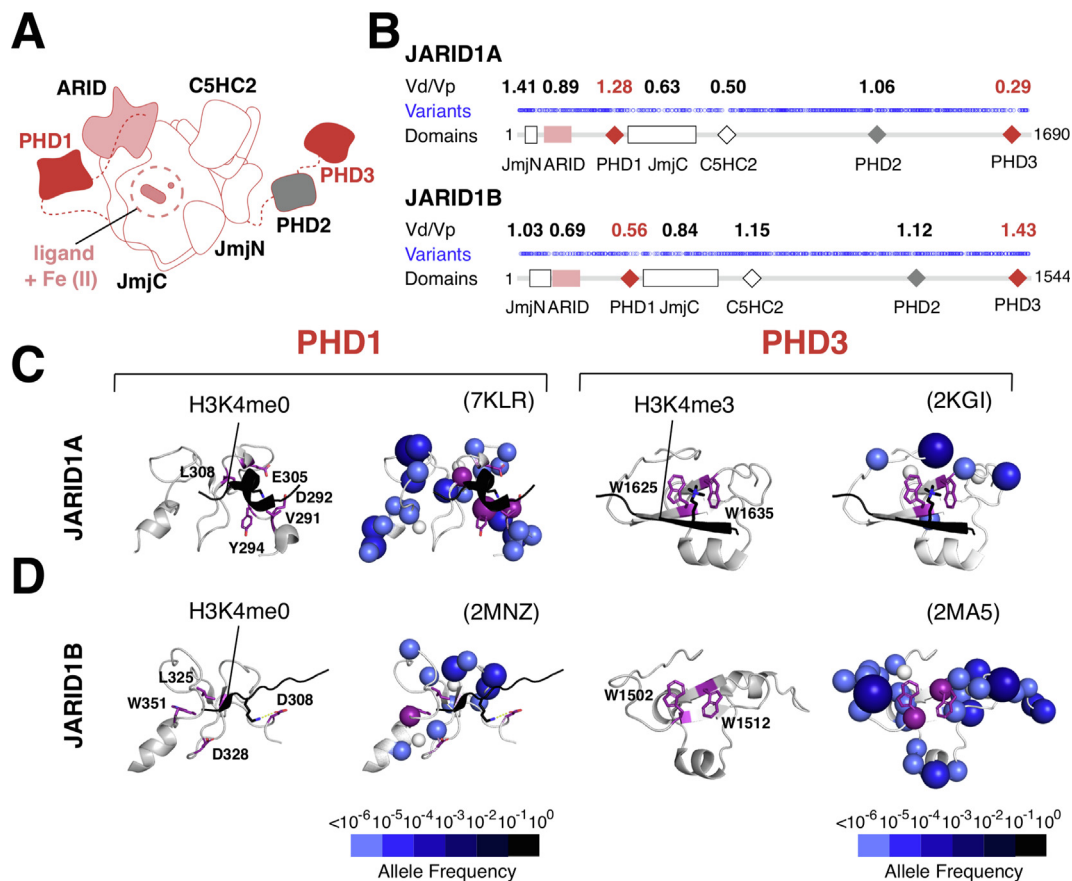 A
ARID
C5HC2
PHD1
PHD3
PHD2
ligand
+ Fe (II)
JmjN
JmjC
B
JARID1A
Vd/Vp 1.41 0.89 1.28 0.63 0.50 1.06 0.29
Variants
Domains 1 1690
JmjN ARID PHD1 JmjC C5HC2 PHD2 PHD3
JARID1B
Vd/Vp 1.03 0.69 0.56 0.84 1.15 1.12 1.43
Variants
Domains 1 1544
JmjN ARID PHD1 JmjC C5HC2 PHD2 PHD3
PHD1 PHD3
C
JARID1A
H3K4me0 (7KLR) H3K4me3 (2KGI)
L308
E305
D292
V291
Y294
W1625
W1635
D
JARID1B
H3K4me0 (2MNZ) (2MA5)
L325
W351
D308
D328
W1502
W1512
<10⁻⁶ 10⁻⁵ 10⁻⁴ 10⁻³ 10⁻² 10⁻¹ 10⁰
Allele Frequency
<10⁻⁶ 10⁻⁵ 10⁻⁴ 10⁻³ 10⁻² 10⁻¹ 10⁰
Allele Frequency